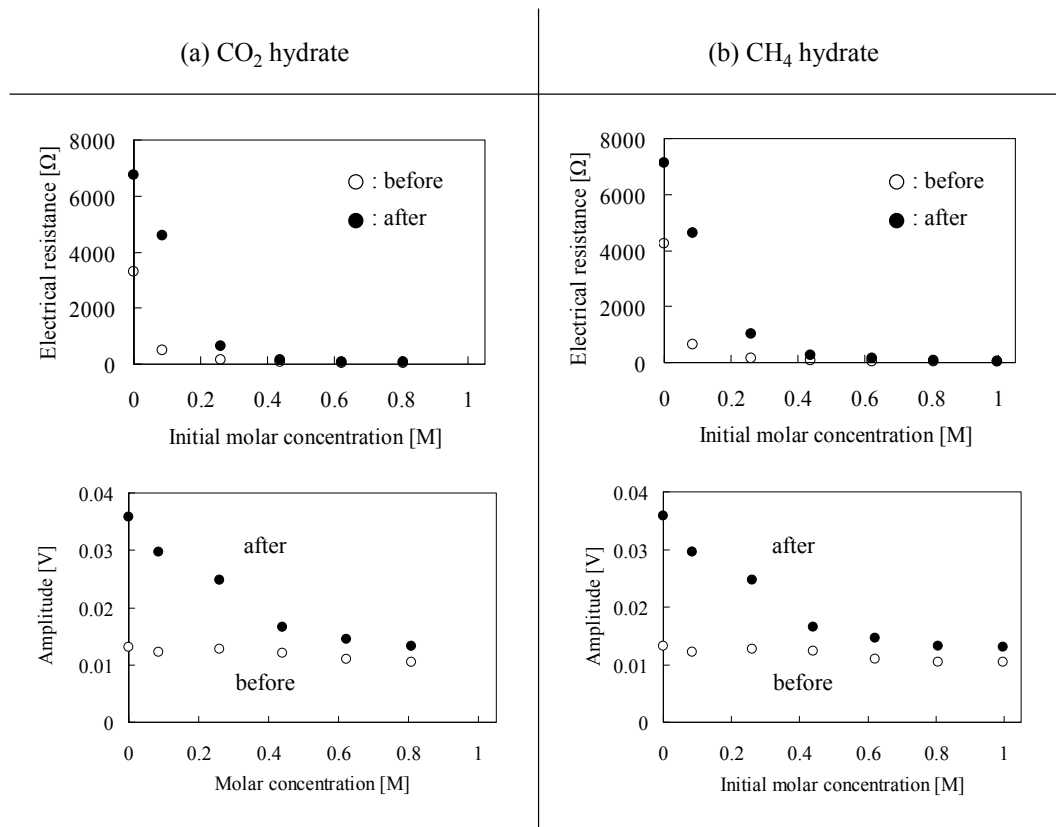 (a) CO₂ hydrate
(b) CH₄ hydrate
Electrical resistance [Ω]
8000
6000
4000
2000
0
○ : before
● : after
0 0.2 0.4 0.6 0.8 1
Initial molar concentration [M]
Electrical resistance [Ω]
8000
6000
4000
2000
0
○ : before
● : after
0 0.2 0.4 0.6 0.8 1
Initial molar concentration [M]
Amplitude [V]
0.04
0.03
0.02
0.01
0
after
before
0 0.2 0.4 0.6 0.8 1
Molar concentration [M]
Amplitude [V]
0.04
0.03
0.02
0.01
0
after
before
0 0.2 0.4 0.6 0.8 1
Initial molar concentration [M]